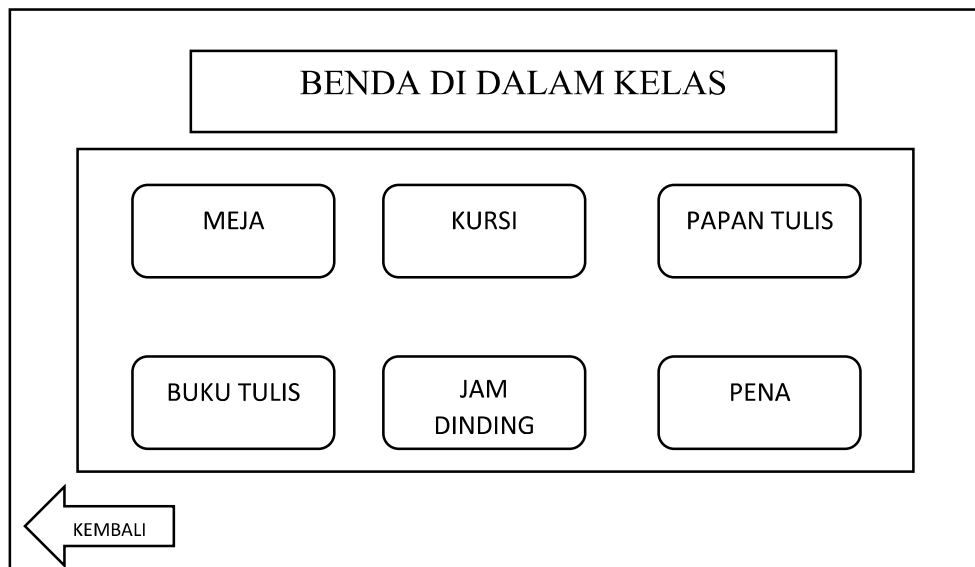 BENDA DI DALAM KELAS
MEJA
KURSI
PAPAN TULIS
BUKU TULIS
JAM
DINDING
PENA
KEMBALI